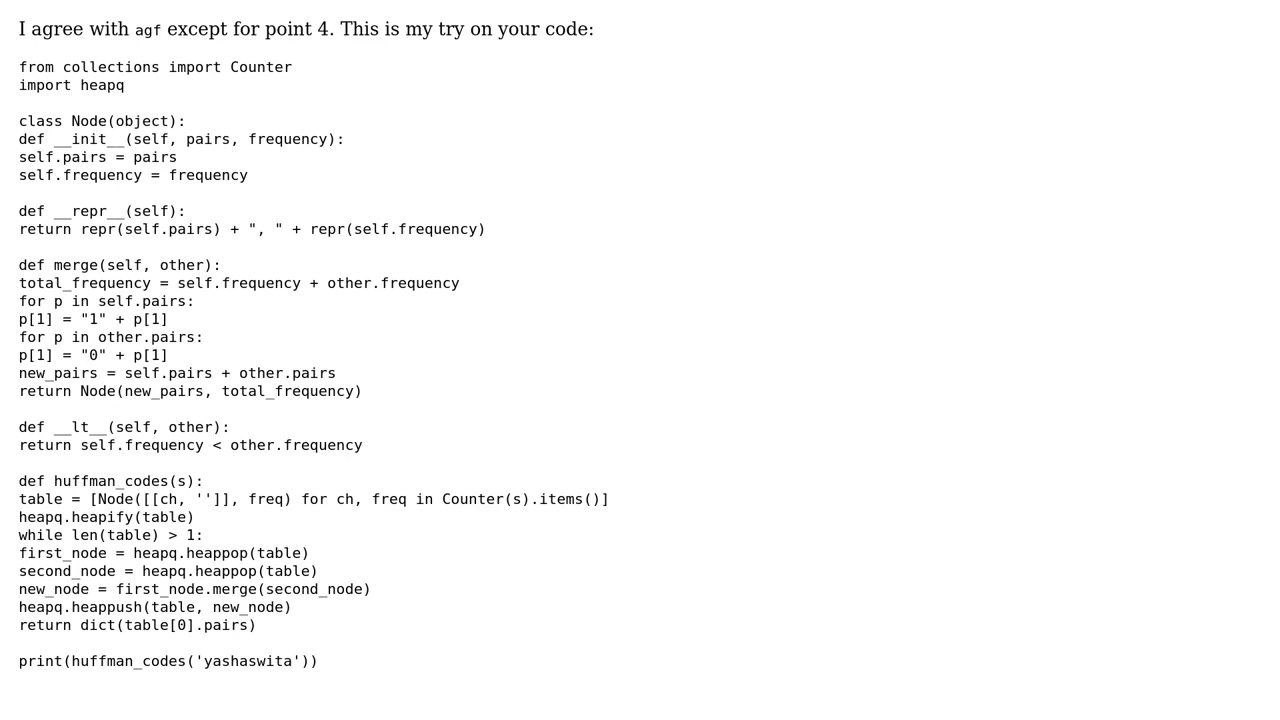 I agree with agf except for point 4. This is my try on your code:
from collections import Counter
import heapq
class Node(object):
def __init__(self, pairs, frequency):
self.pairs = pairs
self.frequency = frequency
def __repr__(self):
return repr(self.pairs) + ", " + repr(self.frequency)
def merge(self, other):
total_frequency = self.frequency + other.frequency
for p in self.pairs:
p[1] = "1" + p[1]
for p in other.pairs:
p[1] = "0" + p[1]
new_pairs = self.pairs + other.pairs
return Node(new_pairs, total_frequency)
def __lt__(self, other):
return self.frequency < other.frequency
def huffman_codes(s):
table = [Node([[ch, '']], freq) for ch, freq in Counter(s).items()]
heapq.heapify(table)
while len(table) > 1:
first_node = heapq.heappop(table)
second_node = heapq.heappop(table)
new_node = first_node.merge(second_node)
heapq.heappush(table, new_node)
return dict(table[0].pairs)
print(huffman_codes('yashaswita'))